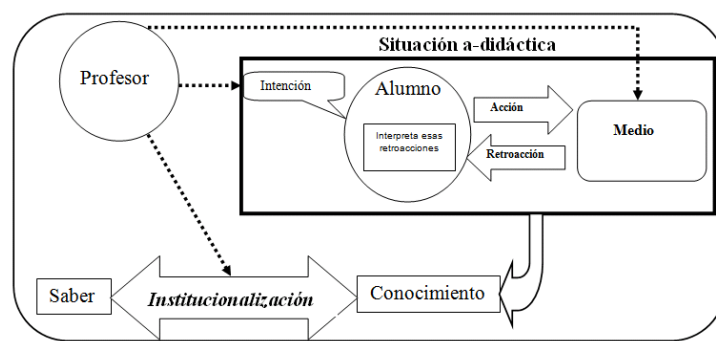 Situación a-didáctica
Profesor
Intención
Alumno
Acción
Interpreta esas
retroacciones
Medio
Retroacción
Saber
Institucionalización
Conocimiento